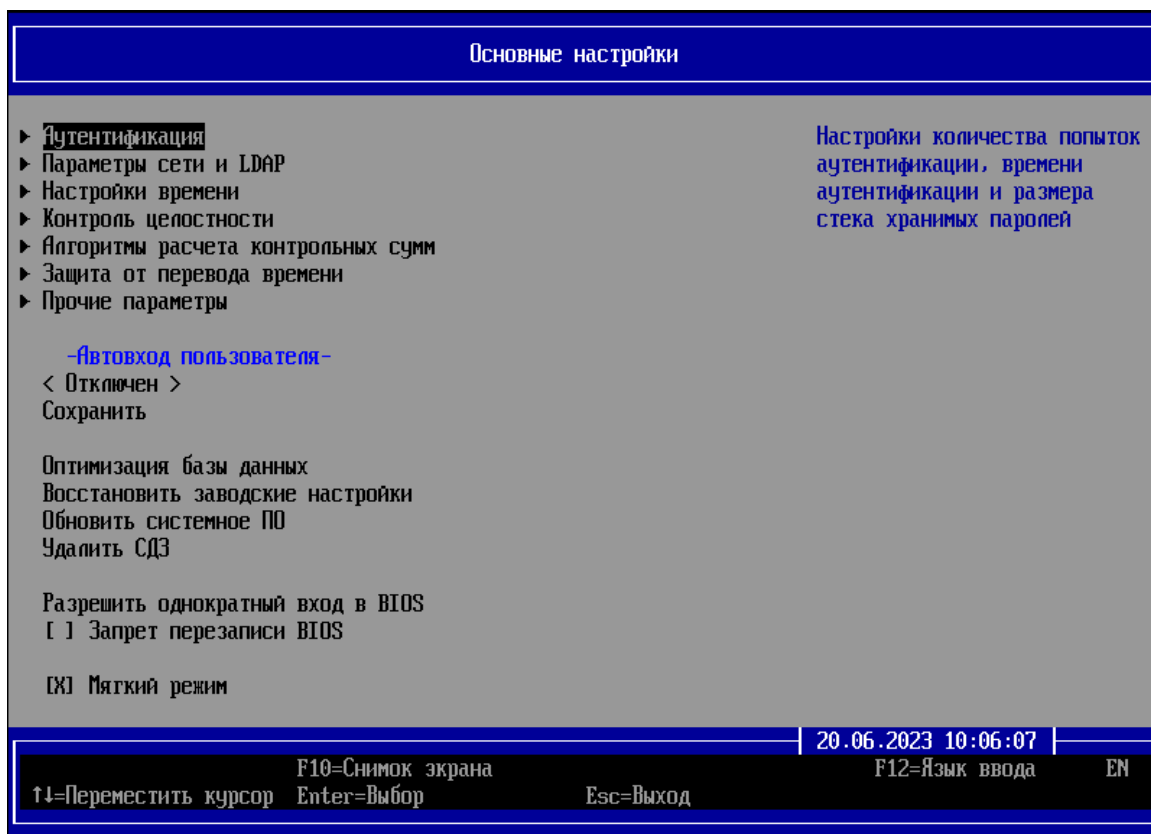 Основные настройки
► Аутентификация
► Параметры сети и LDAP
► Настройки времени
► Контроль целостности
► Алгоритмы расчета контрольных сумм
► Защита от перевода времени
► Прочие параметры
-Автовход пользователя-
< Отключен >
Сохранить
Оптимизация базы данных
Восстановить заводские настройки
Обновить системное ПО
Удалить СДЗ
Разрешить однократный вход в BIOS
[ ] Запрет перезаписи BIOS
[X] Мягкий режим
Настройки количества попыток
аутентификации, времени
аутентификации и размера
стека хранимых паролей
20.06.2023 10:06:07
F10=Снимок экрана F12=Язык ввода EN
↑↓=Переместить курсор Enter=Выбор Esc=Выход